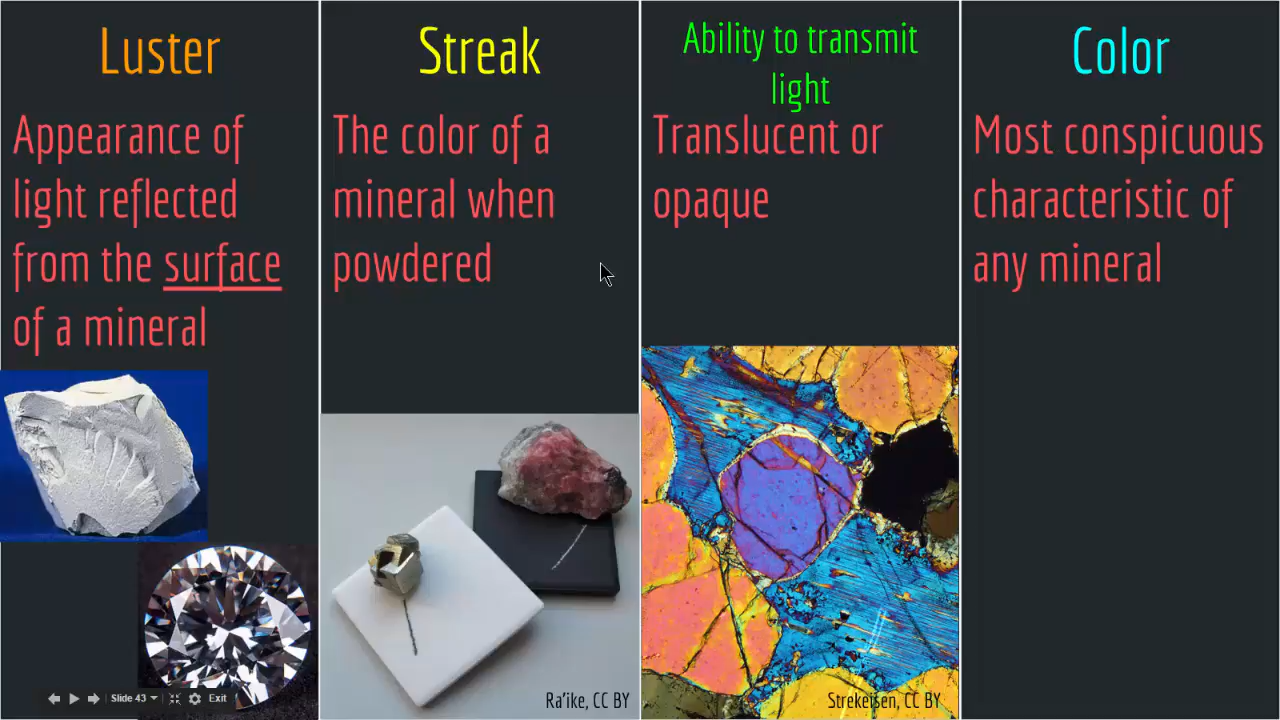 Luster
Appearance of
light reflected
from the surface
of a mineral
Streak
The color of a
mineral when
powdered
Ra'ike, CC BY
Ability to transmit
light
Translucent or
opaque
Strekeisen, CC BY
Color
Most conspicuous
characteristic of
any mineral
Slide 43 Exit